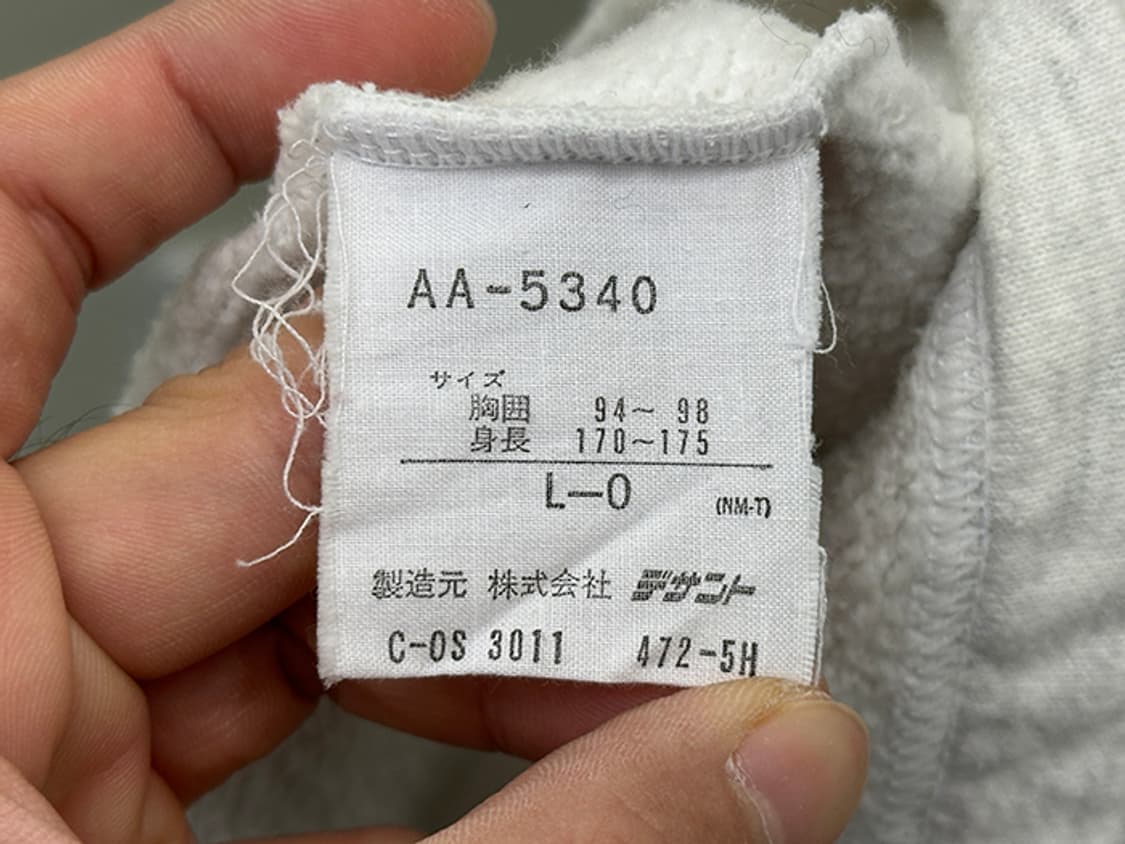 AA-5340
サイズ
胸囲 94～98
身長 170～175
L-O (NM-T)
製造元 株式会社 デサント
C-OS 3011 472-5H